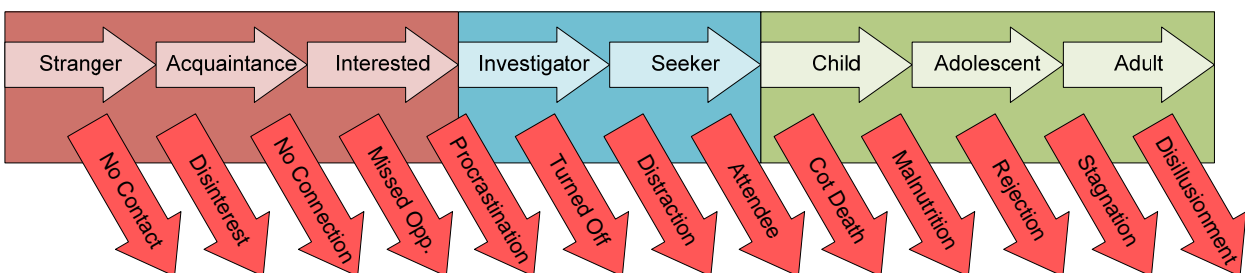 Stranger
Acquaintance
Interested
Investigator
Seeker
Child
Adolescent
Adult
No Contact
Disinterest
No Connection
Missed Opp.
Procrastination
Turned Off
Distraction
Attendee
Cot Death
Malnutrition
Rejection
Stagnation
Disillusionment